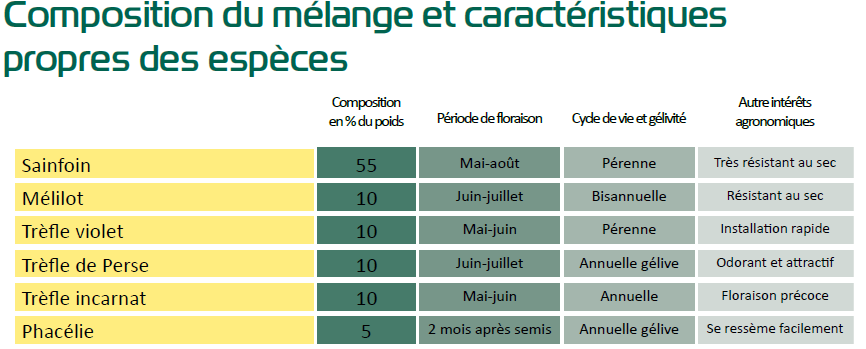 Composition du mélange et caractéristiques
propres des espèces
Composition
en % du poids
Période de floraison
Cycle de vie et gélivité
Autre intérêts
agronomiques
Sainfoin 55 Mai-août Pérenne Très résistant au sec
Mélilot 10 Juin-juillet Bisannuelle Résistant au sec
Trèfle violet 10 Mai-juin Pérenne Installation rapide
Trèfle de Perse 10 Juin-juillet Annuelle gélive Odorant et attractif
Trèfle incarnat 10 Mai-juin Annuelle Floraison précoce
Phacélie 5 2 mois après semis Annuelle gélive Se ressème facilement